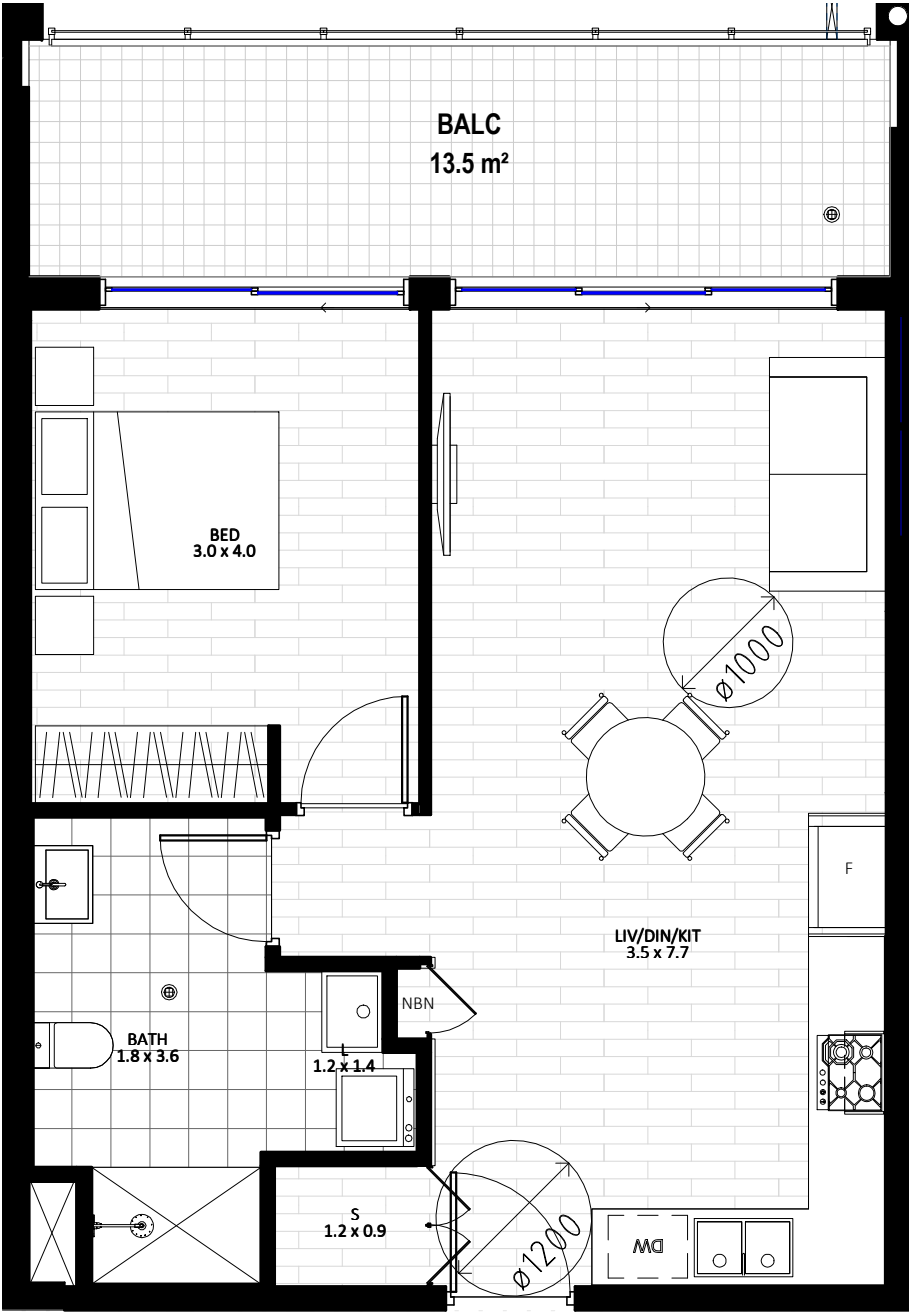 BALC
13.5 m²
BED
3.0 x 4.0
ø1000
F
LIV/DIN/KIT
3.5 x 7.7
NBN
BATH
1.8 x 3.6
L
1.2 x 1.4
S
1.2 x 0.9
ø1200
DW